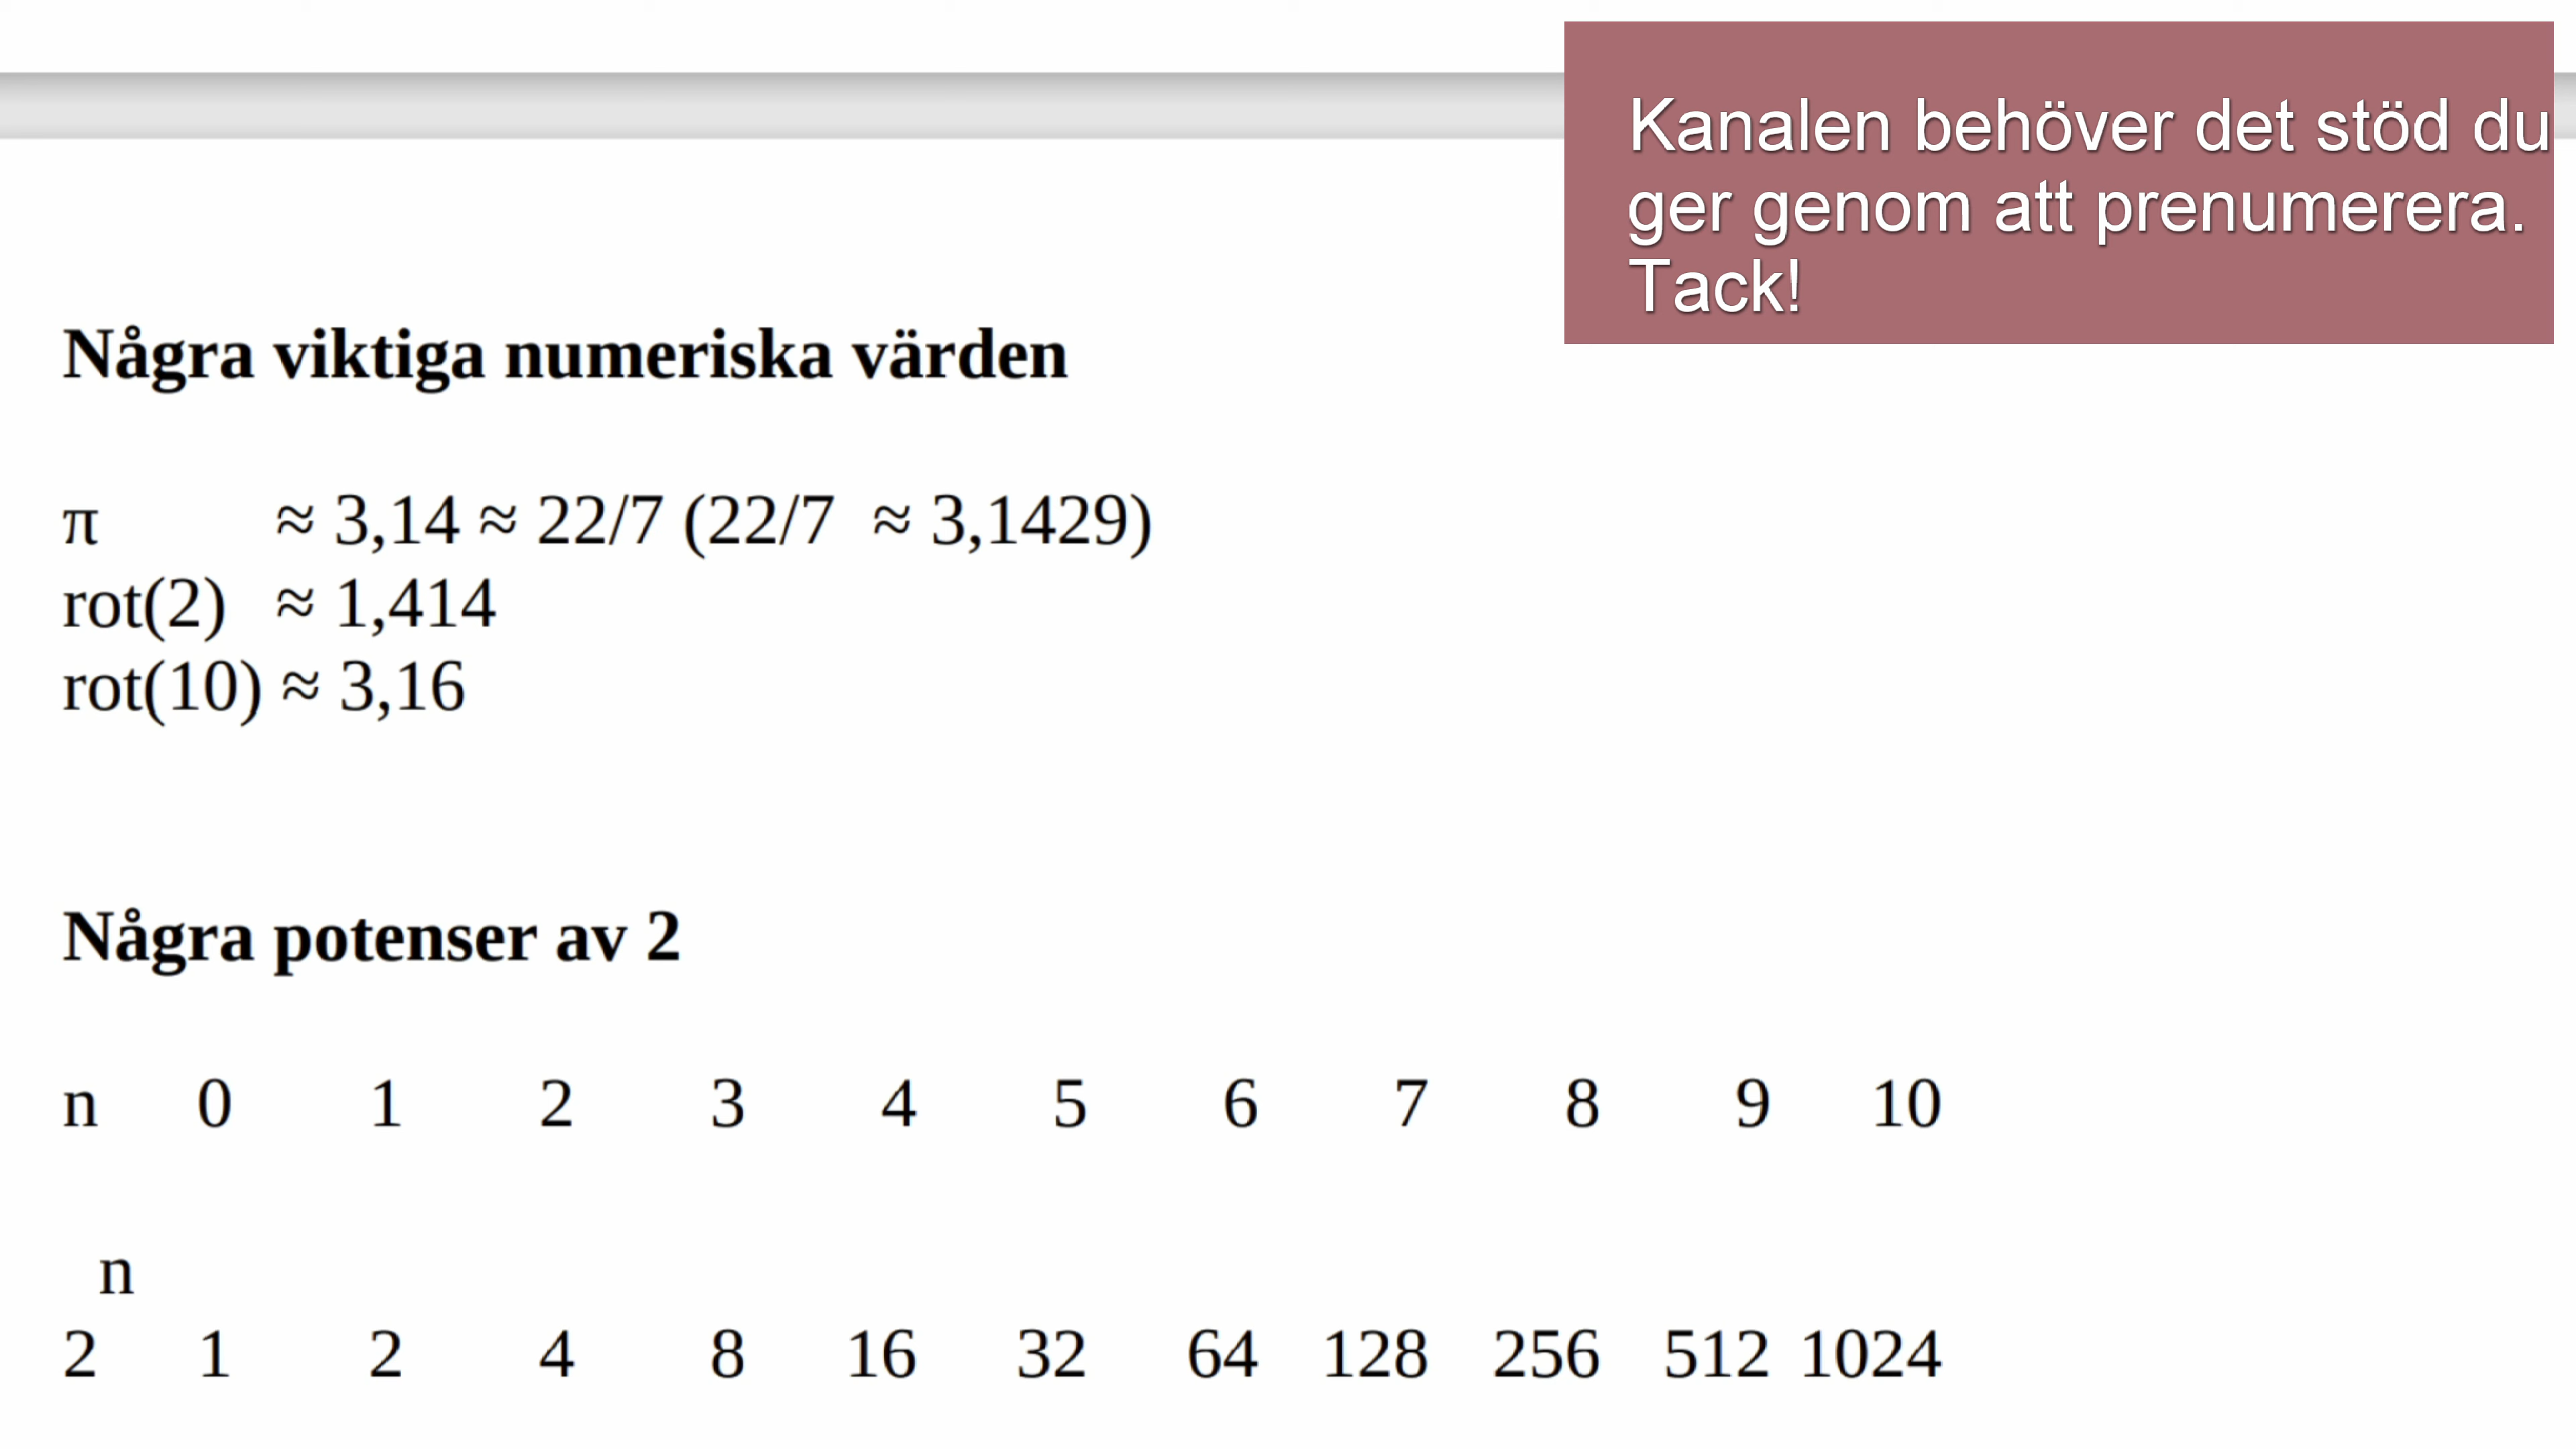 Kanalen behöver det stöd du
ger genom att prenumerera.
Tack!
Några viktiga numeriska värden
π ≈ 3,14 ≈ 22/7 (22/7 ≈ 3,1429)
rot(2) ≈ 1,414
rot(10) ≈ 3,16
Några potenser av 2
n 0 1 2 3 4 5 6 7 8 9 10
n
2 1 2 4 8 16 32 64 128 256 512 1024